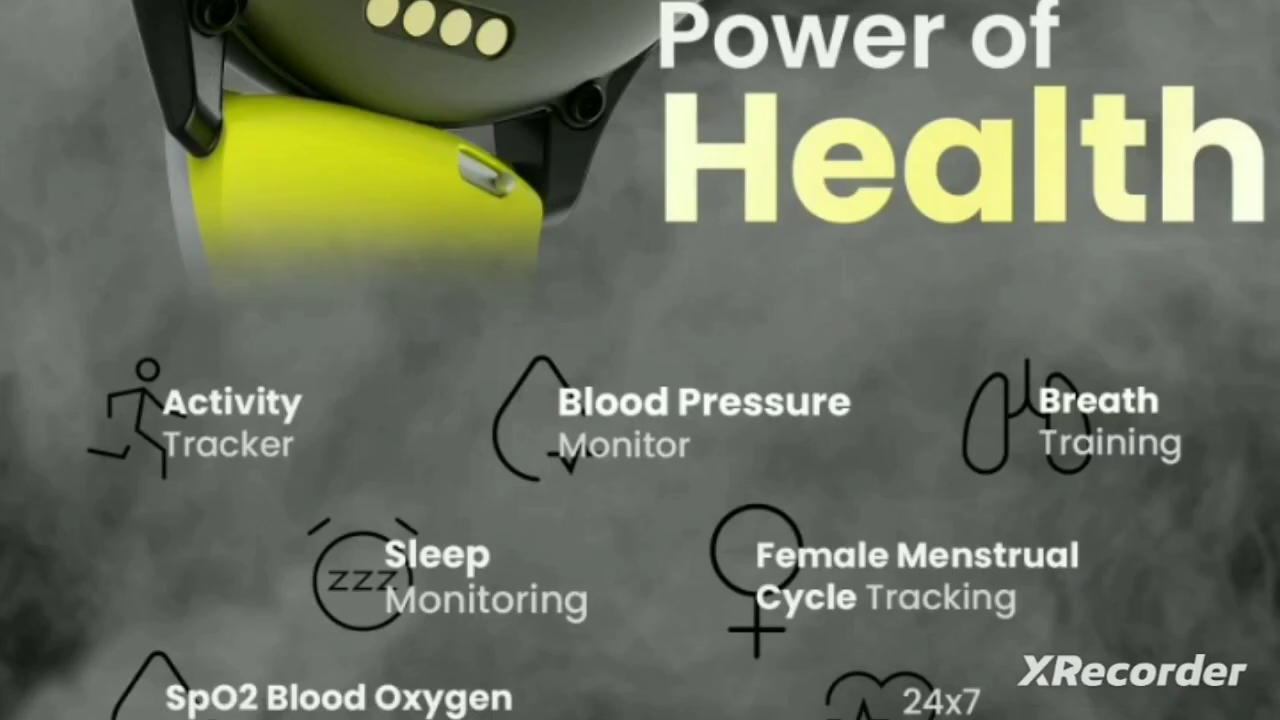 Power of
Health
Activity
Tracker
Blood Pressure
Monitor
Breath
Training
Sleep
Monitoring
zzz
Female Menstrual
Cycle Tracking
SpO2 Blood Oxygen
24x7
XRecorder